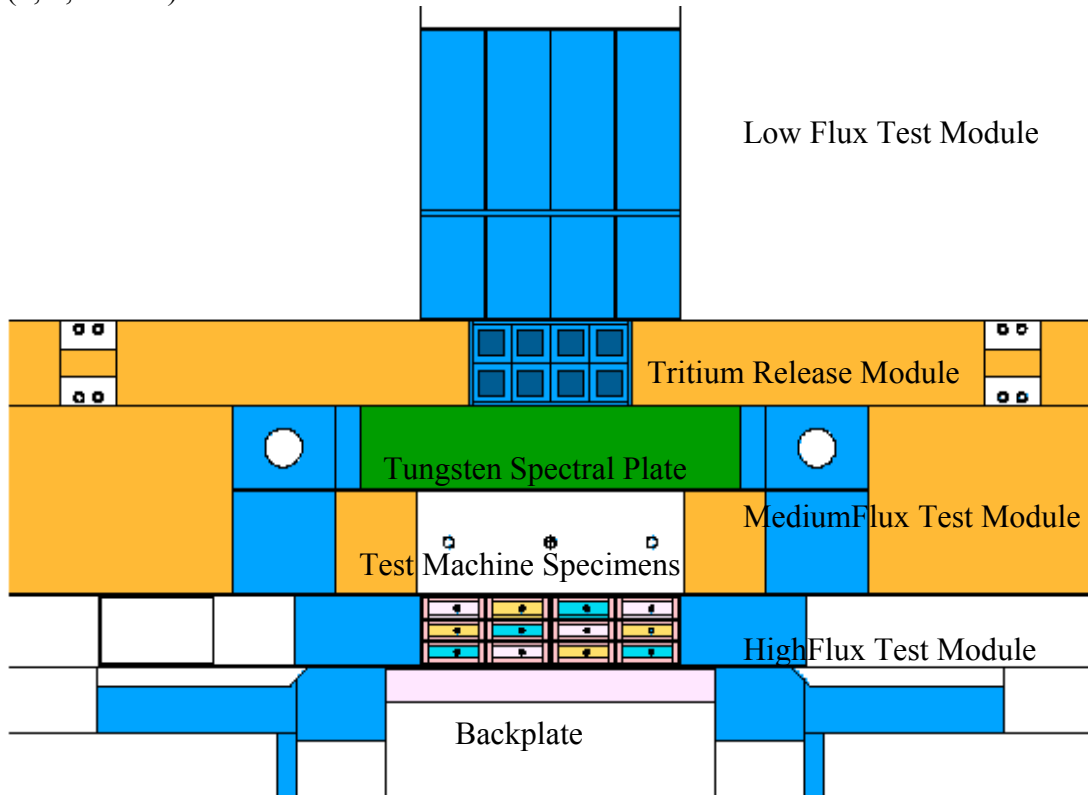 Low Flux Test Module
Tritium Release Module
Tungsten Spectral Plate
MediumFlux Test Module
Test Machine Specimens
HighFlux Test Module
Backplate